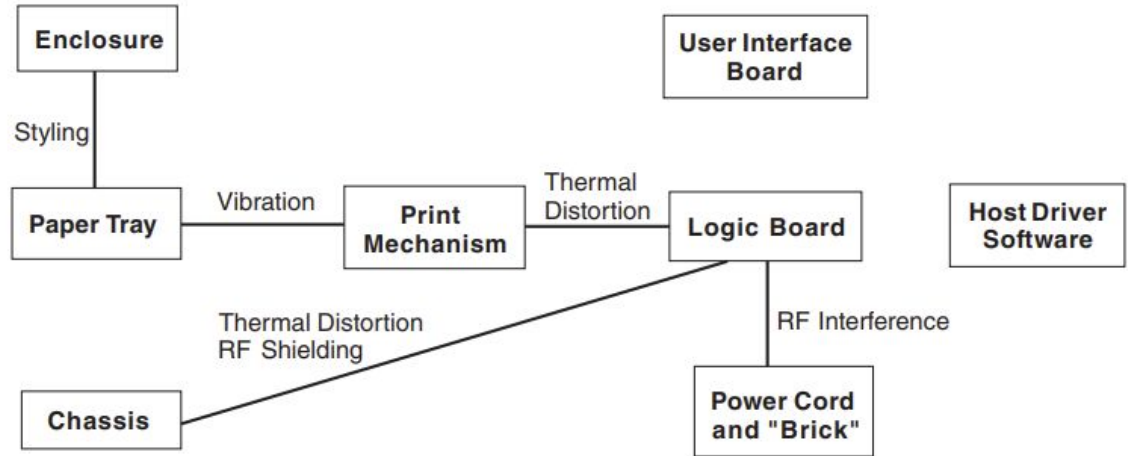 Enclosure
User Interface
Board
Styling
Paper Tray
Vibration
Print
Mechanism
Thermal
Distortion
Logic Board
Host Driver
Software
Thermal Distortion
RF Shielding
RF Interference
Chassis
Power Cord
and "Brick"